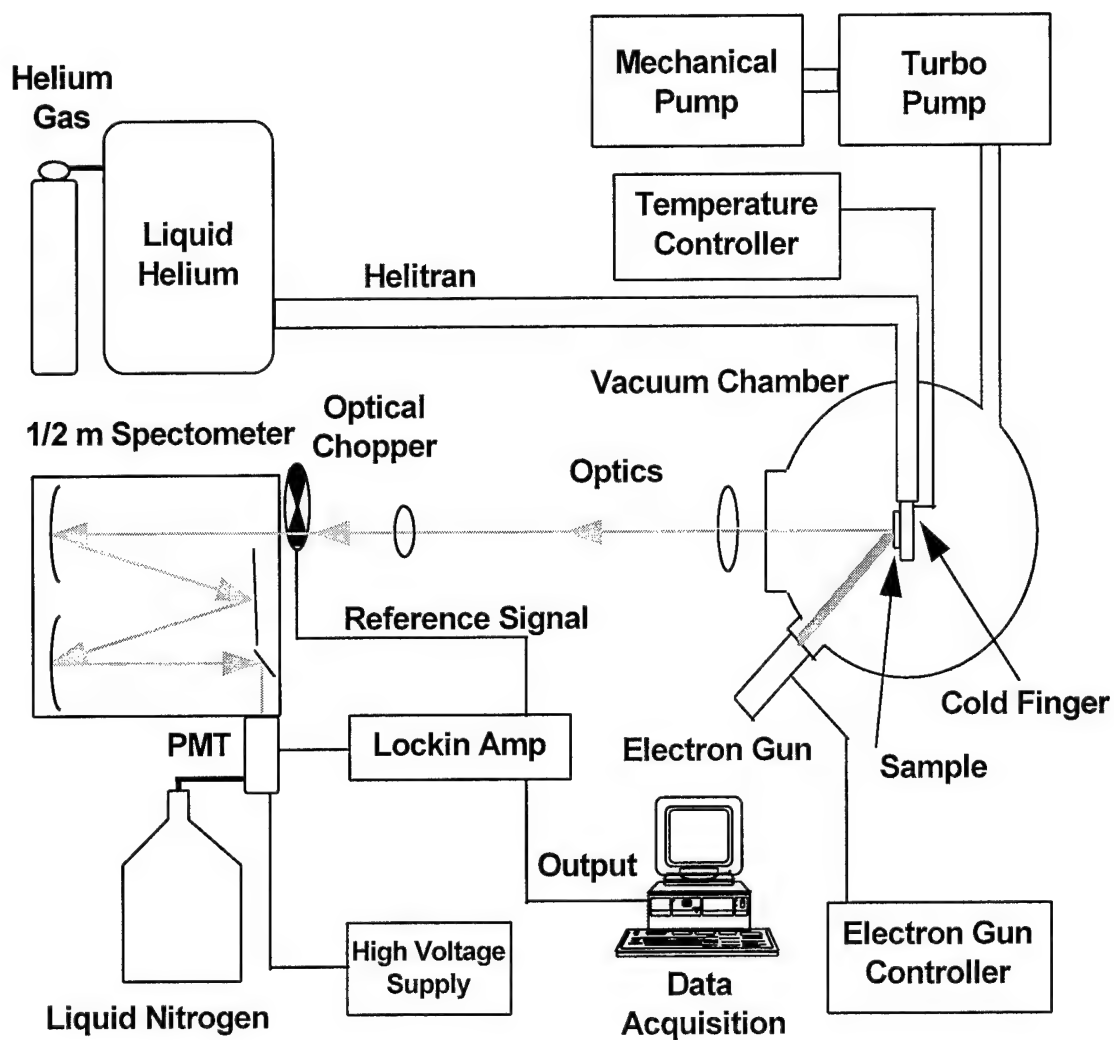 Mechanical
Pump
Turbo
Pump
Helium
Gas
Liquid
Helium
Temperature
Controller
Helitran
Vacuum Chamber
1/2 m Spectometer
Optical
Chopper
Optics
Reference Signal
Cold Finger
PMT
Lockin Amp
Electron Gun
Sample
Output
High Voltage
Supply
Electron Gun
Controller
Data
Acquisition
Liquid Nitrogen